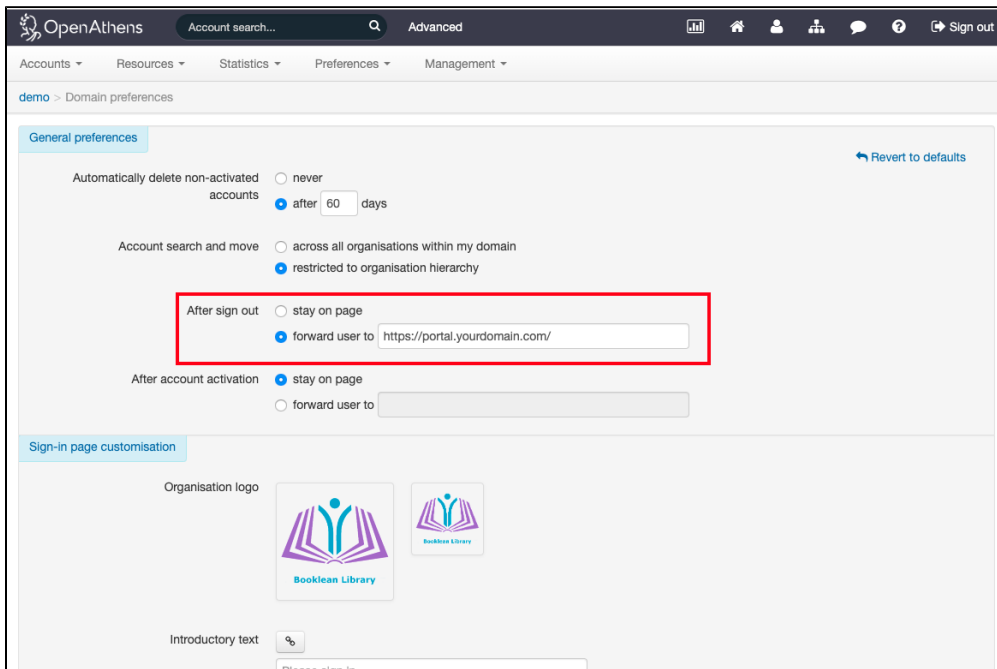 OpenAthens Account search... Advanced Sign out
Accounts Resources Statistics Preferences Management
demo > Domain preferences
General preferences
Revert to defaults
Automatically delete non-activated accounts
never
after 60 days
Account search and move
across all organisations within my domain
restricted to organisation hierarchy
After sign out
stay on page
forward user to https://portal.yourdomain.com/
After account activation
stay on page
forward user to
Sign-in page customisation
Organisation logo
Booklean Library
Booklean Library
Introductory text
Please sign in